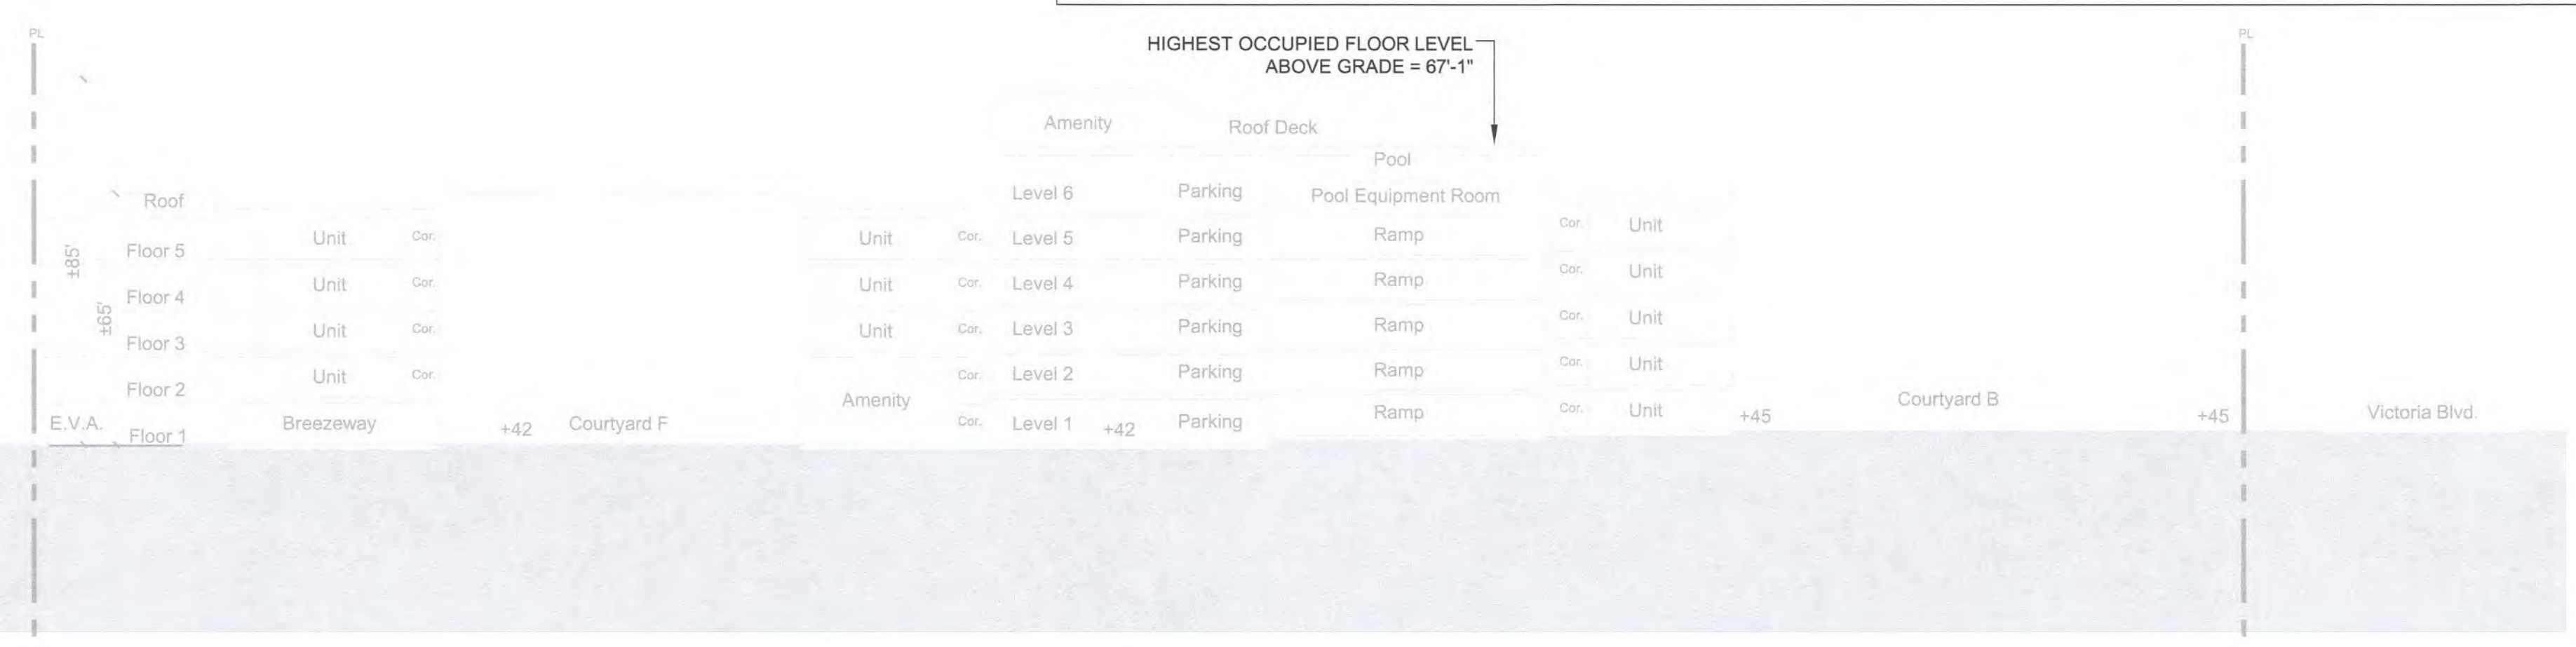 PL
PL
HIGHEST OCCUPIED FLOOR LEVEL
ABOVE GRADE = 67'-1"
Amenity
Roof Deck
Pool
Roof
Level 6
Parking
Pool Equipment Room
±85'
±65'
Floor 5
Unit
Cor.
Unit
Cor.
Level 5
Parking
Ramp
Cor.
Unit
Floor 4
Unit
Cor.
Unit
Cor.
Level 4
Parking
Ramp
Cor.
Unit
Floor 3
Unit
Cor.
Unit
Cor.
Level 3
Parking
Ramp
Cor.
Unit
Floor 2
Unit
Cor.
Amenity
Cor.
Level 2
Parking
Ramp
Cor.
Unit
E.V.A.
Floor 1
Breezeway
+42
Courtyard F
Cor.
Level 1
+42
Parking
Ramp
Cor.
Unit
+45
Courtyard B
+45
Victoria Blvd.